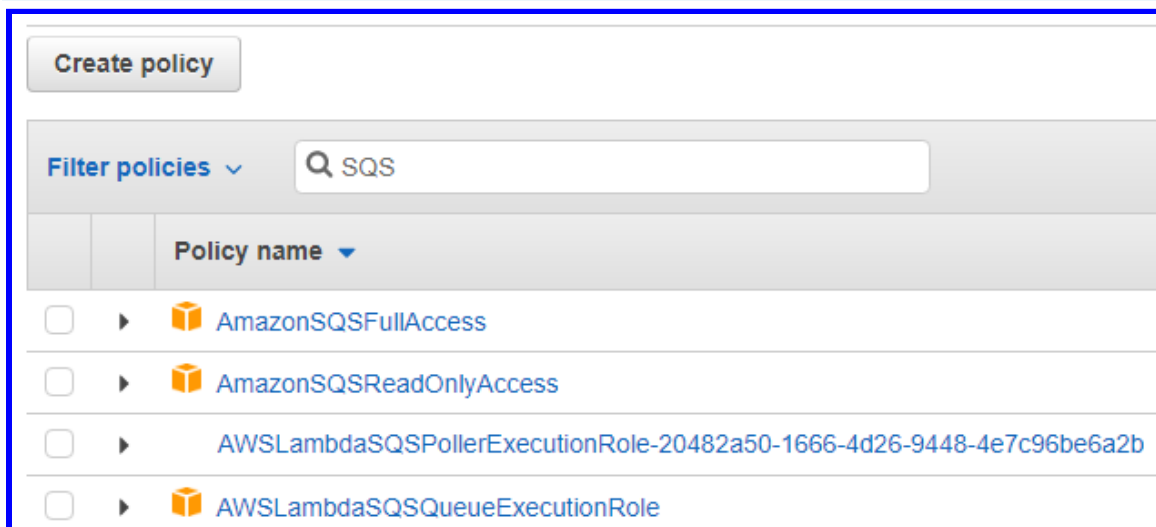 Create policy
Filter policies SQS
Policy name
AmazonSQSFullAccess
AmazonSQSReadOnlyAccess
AWSLambdaSQSPollerExecutionRole-20482a50-1666-4d26-9448-4e7c96be6a2b
AWSLambdaSQSQueueExecutionRole